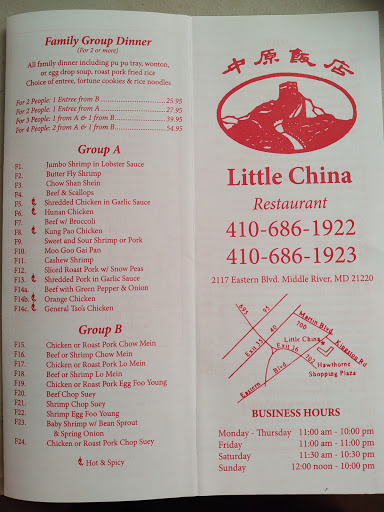 Family Group Dinner
(For 2 or more)
All family dinner including pu pu tray, wooton,
or egg drop soup, roast pork fried rice
Choice of entree, fortune cookies & rice noodles
For 2 People: 1 Entree from B 25.95
For 2 People: 1 Entree from A 27.95
For 3 People: 1 from A & 1 from B 39.95
For 4 People: 2 from A & 1 from B 54.95
Group A
F1. Jumbo Shrimp in Lobster Sauce
F2. Butter Fly Shrimp
F3. Chow Shan Shein
F4. Beef & Scallops
F5. Shredded Chicken in Garlic Sauce
F6. Hunan Chicken
F7. Beef w/ Broccoli
F8. Kung Pao Chicken
F9. Sweet and Sour Shrimp or Pork
F10. Moo Goo Gai Pan
F11. Cashew Shrimp
F12. Sliced Roast Pork w/ Snow Peas
F13. Shredded Pork in Garlic Sauce
F14a. Beef with Green Pepper & Onion
F14b. Orange Chicken
F14c. General Tso's Chicken
Group B
F15. Chicken or Roast Pork Chow Mein
F16. Beef or Shrimp Chow Mein
F17. Chicken or Roast Pork Lo Mein
F18. Beef or Shrimp Lo Mein
F19. Chicken or Roast Pork Egg Foo Young
F20. Beef Chop Suey
F21. Shrimp Chop Suey
F22. Shrimp Egg Foo Young
F23. Baby Shrimp w/ Bean Sprout
& Spring Onion
F24. Chicken or Roast Pork Chop Suey
Hot & Spicy
中原飯店
Little China
Restaurant
410-686-1922
410-686-1923
2117 Eastern Blvd. Middle River, MD 21220
695
95
40
700
Martin Blvd
Exit 35
Exit 36
Little China
Kingston Rd
702
Hawthorne
Shopping Plaza
Eastern Blvd
BUSINESS HOURS
Monday - Thursday 11:00 am - 10:00 pm
Friday 11:00 am - 11:00 pm
Saturday 11:30 am - 10:30 pm
Sunday 12:00 noon - 10:00 pm